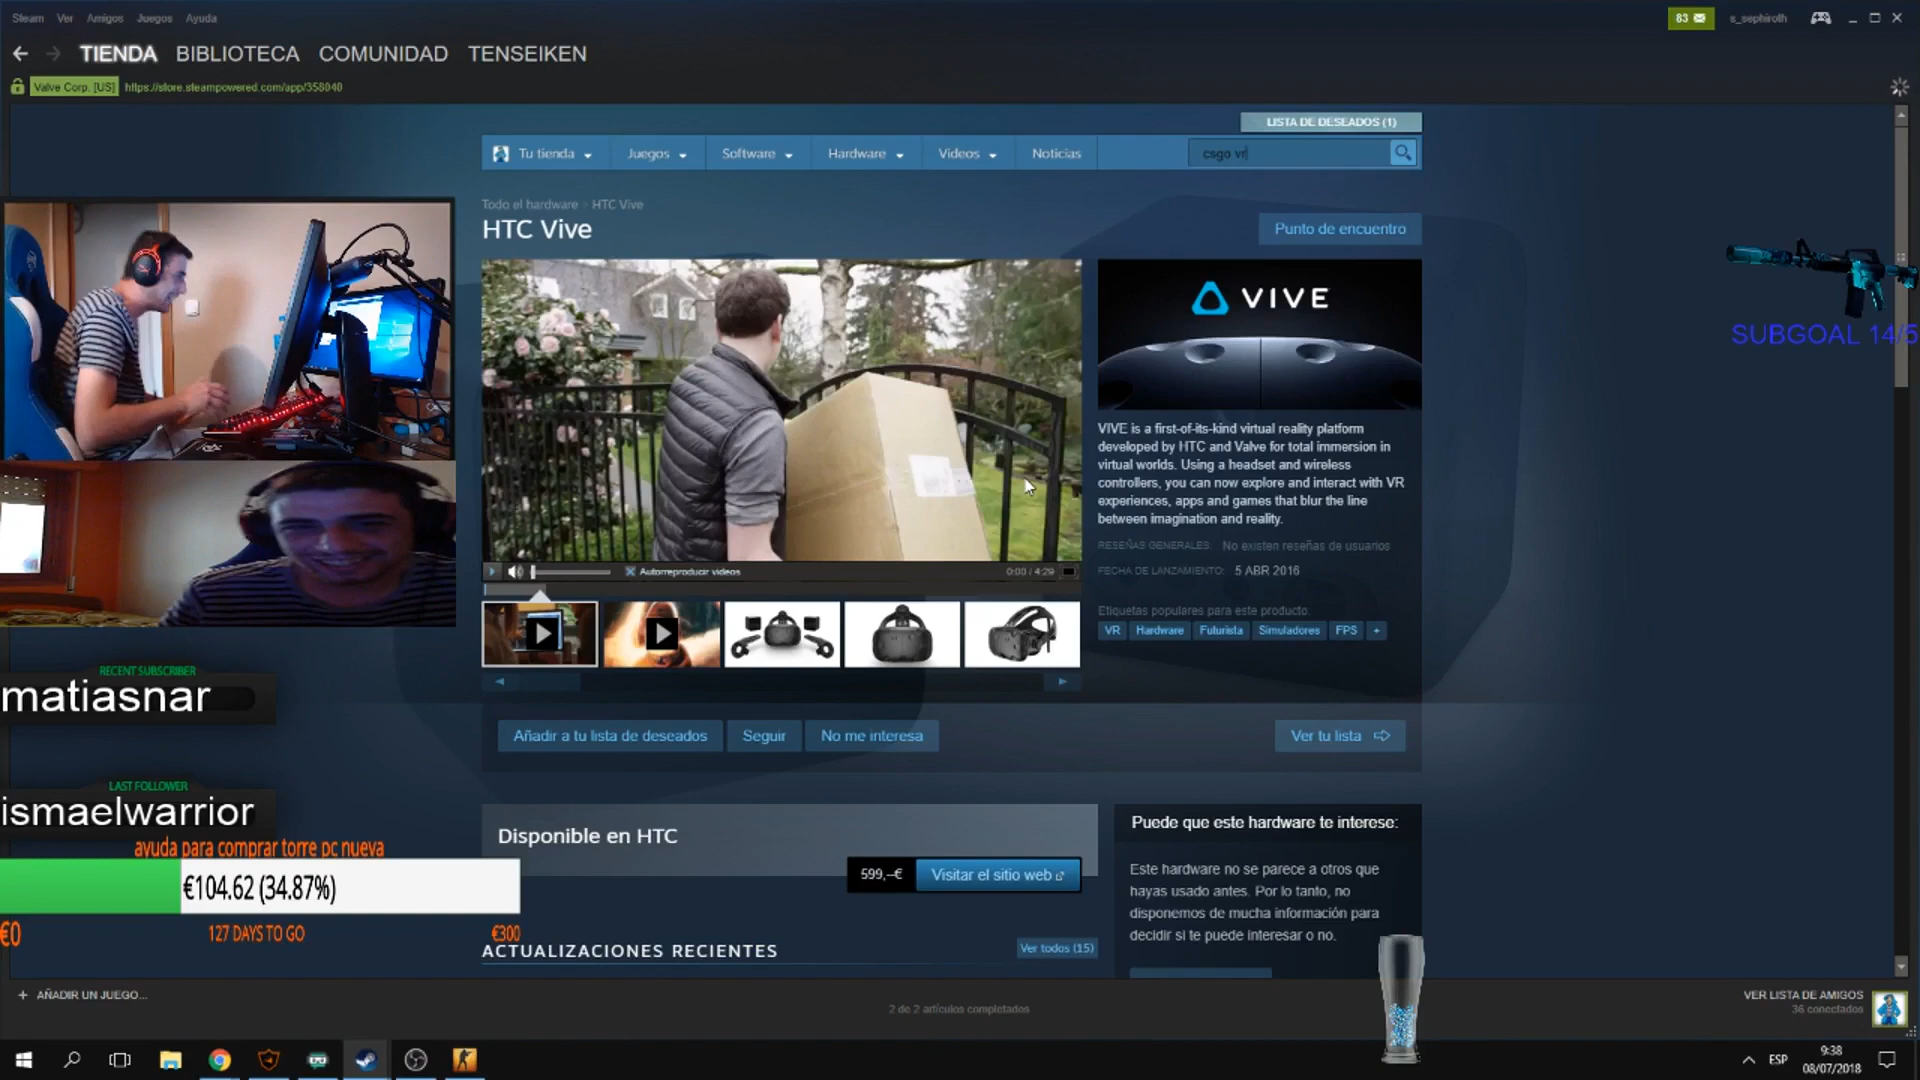 Steam Ver Amigos Juegos Ayuda
83
s_sephiroth
TIENDA BIBLIOTECA COMUNIDAD TENSEIKEN
Valve Corp. [US] https://store.steampowered.com/app/358040
LISTA DE DESEADOS (1)
Tu tienda Juegos Software Hardware Videos Noticias
csgo vr
Todo el hardware > HTC Vive
HTC Vive
Punto de encuentro
VIVE
SUBGOAL 14/5
VIVE is a first-of-its-kind virtual reality platform
developed by HTC and Valve for total immersion in
virtual worlds. Using a headset and wireless
controllers, you can now explore and interact with VR
experiences, apps and games that blur the line
between imagination and reality.
RESEÑAS GENERALES: No existen reseñas de usuarios
FECHA DE LANZAMIENTO: 5 ABR 2016
Autorreproducir videos
0:00 / 4:29
Etiquetas populares para este producto:
VR Hardware Futurista Simuladores FPS +
RECENT SUBSCRIBER
matiasnar
Añadir a tu lista de deseados Seguir No me interesa
Ver tu lista
LAST FOLLOWER
ismaelwarrior
ayuda para comprar torre pc nueva
€104.62 (34.87%)
€0 127 DAYS TO GO €300
Disponible en HTC
599,--€ Visitar el sitio web
Puede que este hardware te interese:
Este hardware no se parece a otros que
hayas usado antes. Por lo tanto, no
disponemos de mucha información para
decidir si te puede interesar o no.
ACTUALIZACIONES RECIENTES
Ver todos (15)
+ AÑADIR UN JUEGO...
2 de 2 artículos completados
VER LISTA DE AMIGOS
36 conectados
ESP
9:38
08/07/2018